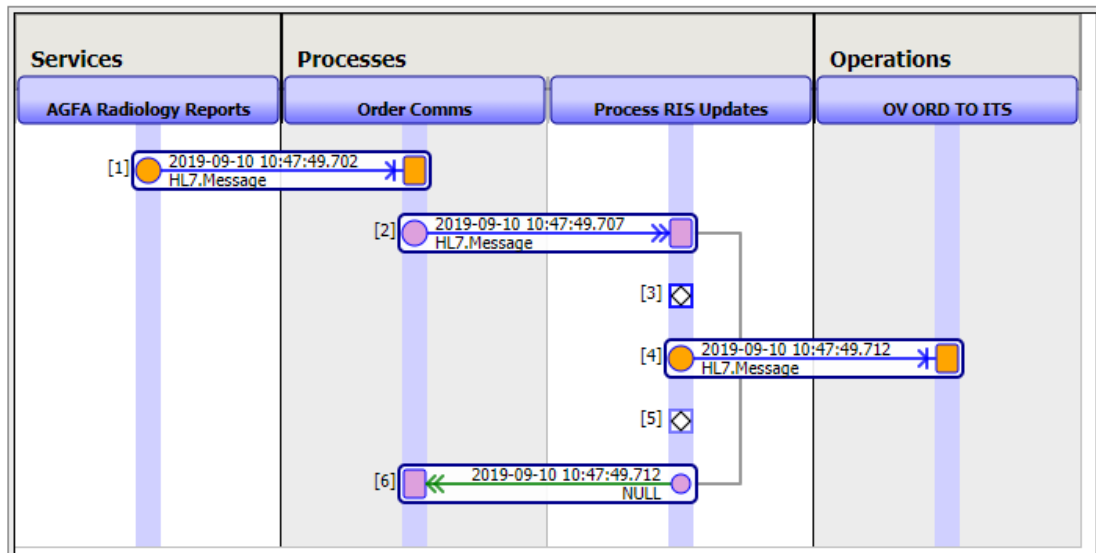 Services
Processes
Operations
AGFA Radiology Reports
Order Comms
Process RIS Updates
OV ORD TO ITS
[1]
2019-09-10 10:47:49.702
HL7.Message
[2]
2019-09-10 10:47:49.707
HL7.Message
[3]
[4]
2019-09-10 10:47:49.712
HL7.Message
[5]
[6]
2019-09-10 10:47:49.712
NULL